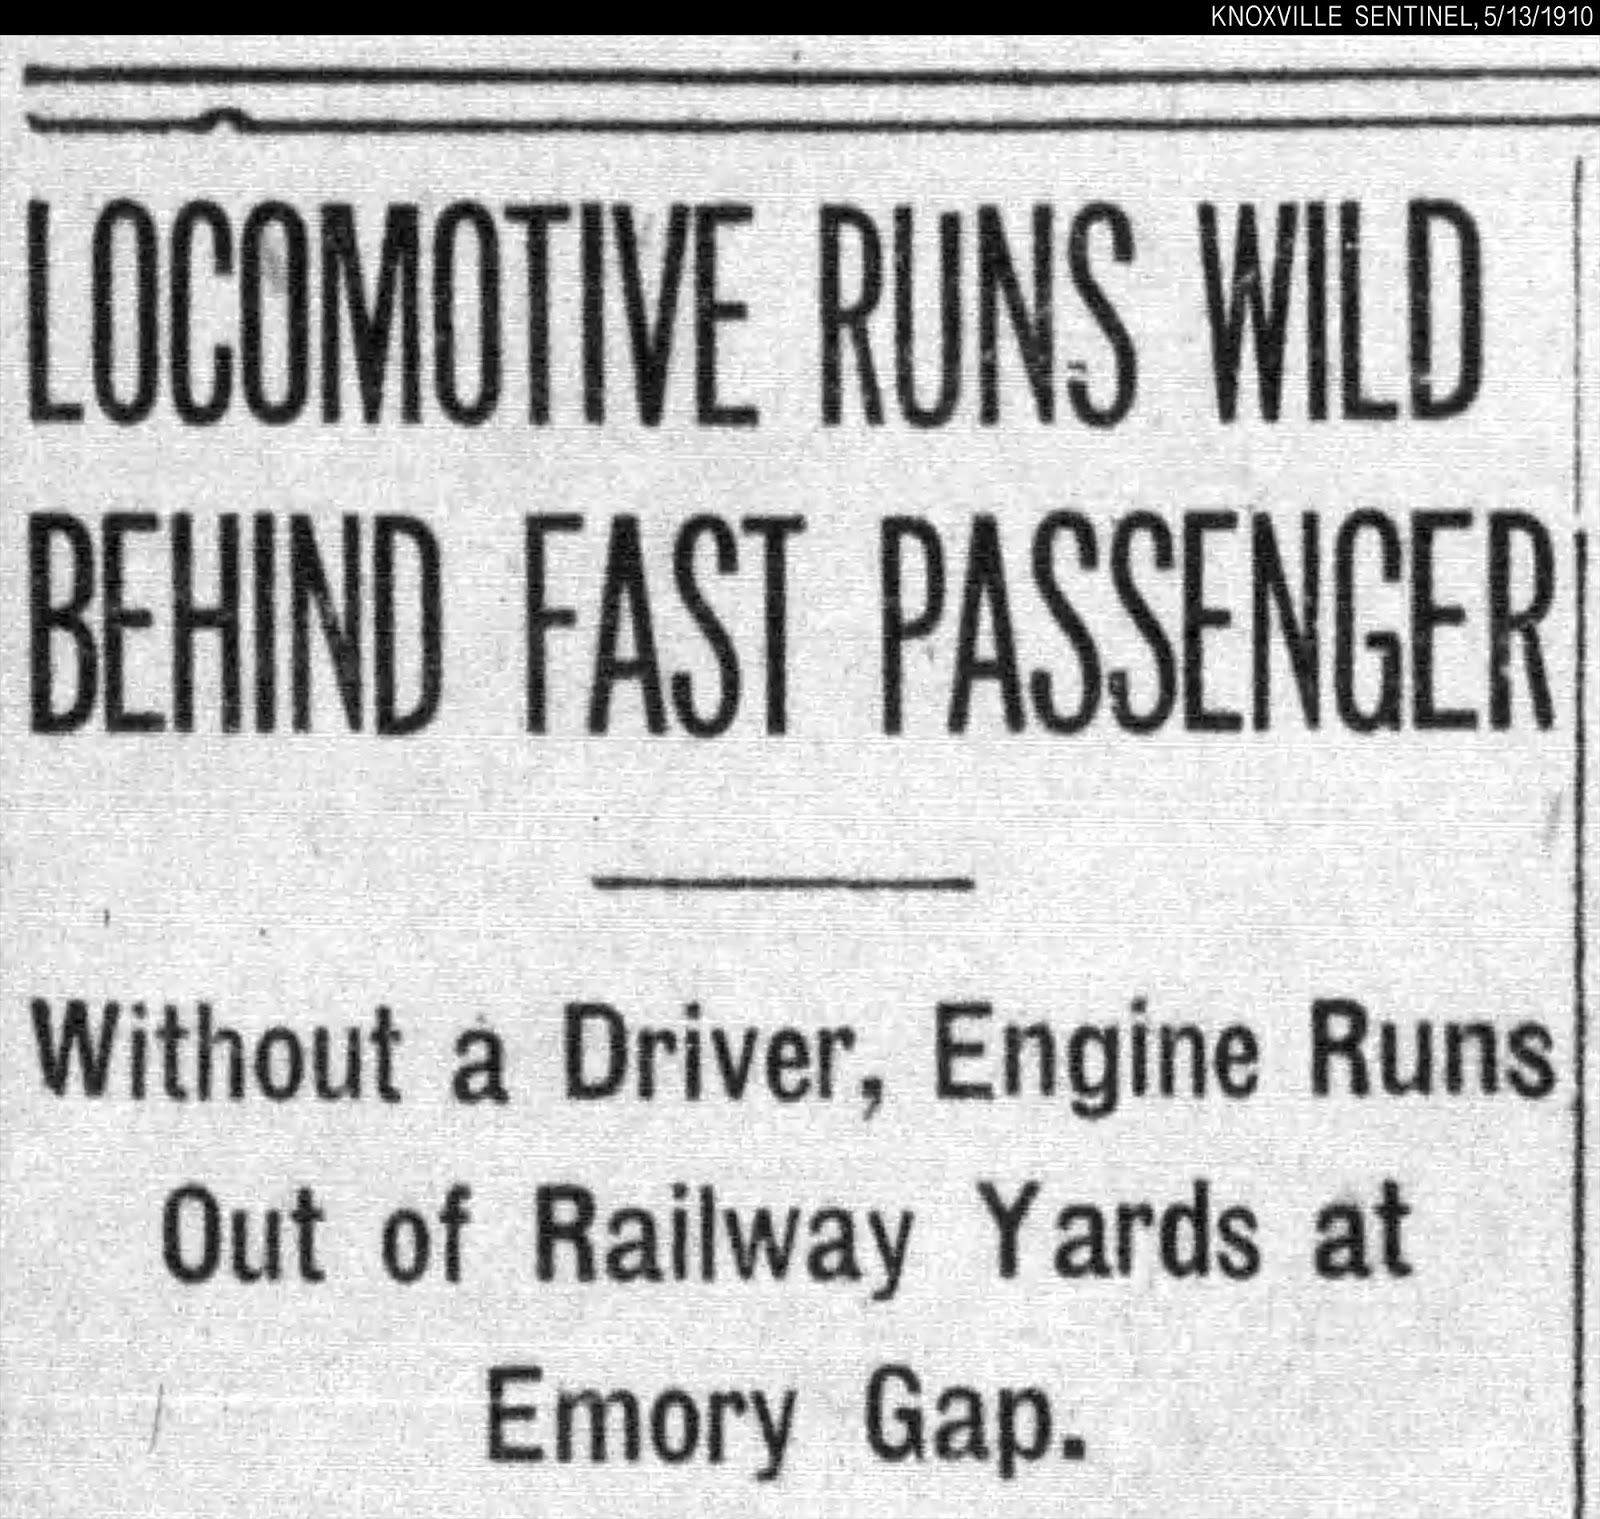 KNOXVILLE SENTINEL, 5/13/1910
LOCOMOTIVE RUNS WILD
BEHIND FAST PASSENGER
Without a Driver, Engine Runs
Out of Railway Yards at
Emory Gap.